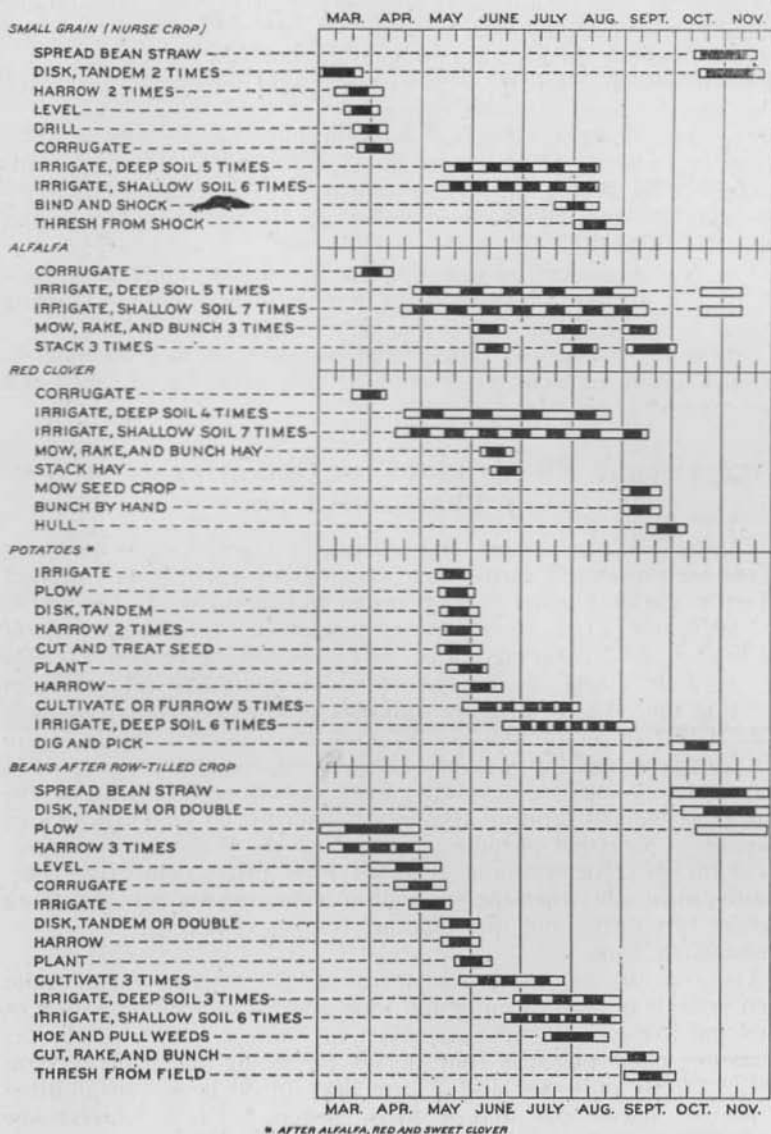 MAR. APR. MAY JUNE JULY AUG. SEPT. OCT. NOV.
SMALL GRAIN (NURSE CROP)
SPREAD BEAN STRAW
DISK, TANDEM 2 TIMES
HARROW 2 TIMES
LEVEL
DRILL
CORRUGATE
IRRIGATE, DEEP SOIL 5 TIMES
IRRIGATE, SHALLOW SOIL 6 TIMES
BIND AND SHOCK
THRESH FROM SHOCK
ALFALFA
CORRUGATE
IRRIGATE, DEEP SOIL 5 TIMES
IRRIGATE, SHALLOW SOIL 7 TIMES
MOW, RAKE, AND BUNCH 3 TIMES
STACK 3 TIMES
RED CLOVER
CORRUGATE
IRRIGATE, DEEP SOIL 4 TIMES
IRRIGATE, SHALLOW SOIL 7 TIMES
MOW, RAKE, AND BUNCH HAY
STACK HAY
MOW SEED CROP
BUNCH BY HAND
HULL
POTATOES *
IRRIGATE
PLOW
DISK, TANDEM
HARROW 2 TIMES
CUT AND TREAT SEED
PLANT
HARROW
CULTIVATE OR FURROW 5 TIMES
IRRIGATE, DEEP SOIL 6 TIMES
DIG AND PICK
BEANS AFTER ROW-TILLED CROP
SPREAD BEAN STRAW
DISK, TANDEM OR DOUBLE
PLOW
HARROW 3 TIMES
LEVEL
CORRUGATE
IRRIGATE
DISK, TANDEM OR DOUBLE
HARROW
PLANT
CULTIVATE 3 TIMES
IRRIGATE, DEEP SOIL 3 TIMES
IRRIGATE, SHALLOW SOIL 6 TIMES
HOE AND PULL WEEDS
CUT, RAKE, AND BUNCH
THRESH FROM FIELD
MAR. APR. MAY JUNE JULY AUG. SEPT. OCT. NOV.
* AFTER ALFALFA, RED AND SWEET CLOVER